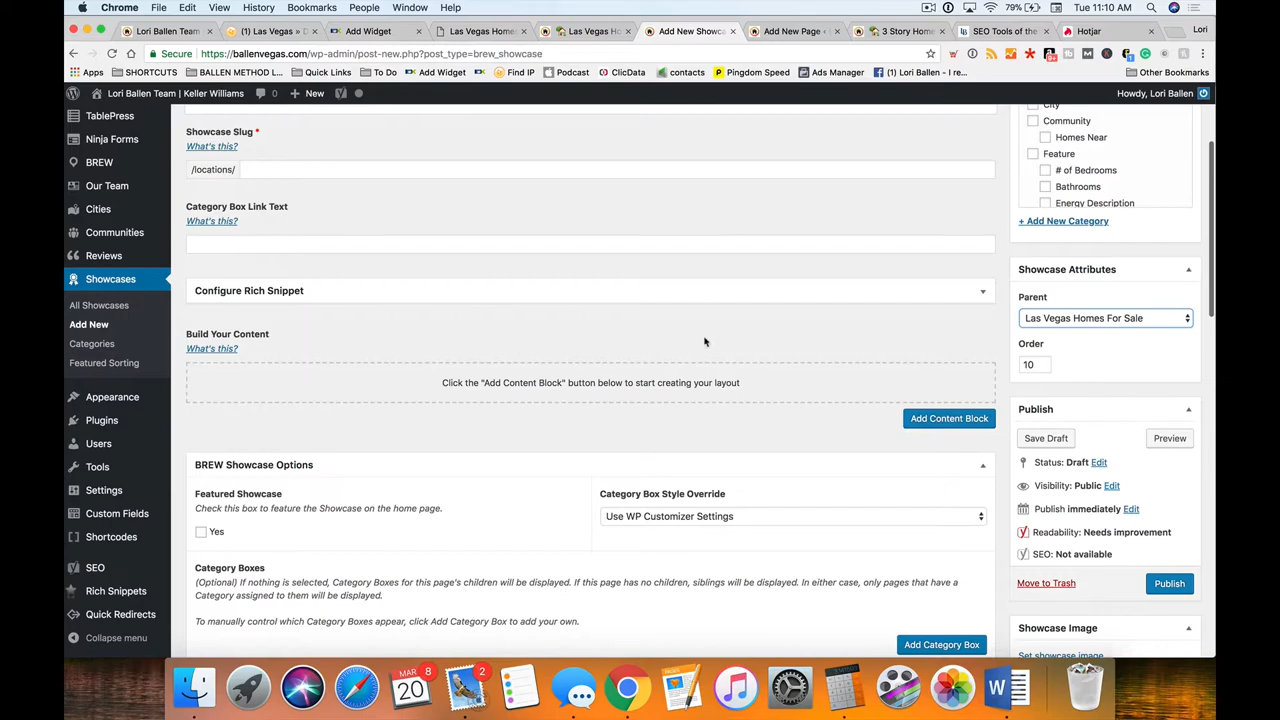 Chrome File Edit View History Bookmarks People Window Help 79% Tue 11:10 AM
Lori Ballen Team | (1) Las Vegas » D Add Widget Las Vegas Home Las Vegas Ho Add New Showca Add New Page 3 Story Home SEO Tools of the Hotjar Lori
Secure https://ballenvegas.com/wp-admin/post-new.php?post_type=brew_showcase
Apps SHORTCUTS BALLEN METHOD L... Quick Links To Do Add Widget Find IP Podcast ClicData contacts Pingdom Speed Ads Manager (1) Lori Ballen - I re... Other Bookmarks
Lori Ballen Team | Keller Williams 0 New Howdy, Lori Ballen
TablePress
Ninja Forms
BREW
Our Team
Cities
Communities
Reviews
Showcases
All Showcases
Add New
Categories
Featured Sorting
Appearance
Plugins
Users
Tools
Settings
Custom Fields
Shortcodes
SEO
Rich Snippets
Quick Redirects
Collapse menu
Showcase Slug *
What's this?
/locations/
Category Box Link Text
What's this?
Configure Rich Snippet
Build Your Content
What's this?
Click the "Add Content Block" button below to start creating your layout
Add Content Block
BREW Showcase Options
Featured Showcase
Check this box to feature the Showcase on the home page.
Yes
Category Box Style Override
Use WP Customizer Settings
Category Boxes
(Optional) If nothing is selected, Category Boxes for this page's children will be displayed. If this page has no children, siblings will be displayed. In either case, only pages that have a
Category assigned to them will be displayed.
To manually control which Category Boxes appear, click Add Category Box to add your own.
Add Category Box
City
Community
Homes Near
Feature
# of Bedrooms
Bathrooms
Energy Description
+ Add New Category
Showcase Attributes
Parent
Las Vegas Homes For Sale
Order
10
Publish
Save Draft Preview
Status: Draft Edit
Visibility: Public Edit
Publish immediately Edit
Readability: Needs improvement
SEO: Not available
Move to Trash Publish
Showcase Image
Set showcase image
MAR 20 8 2 W